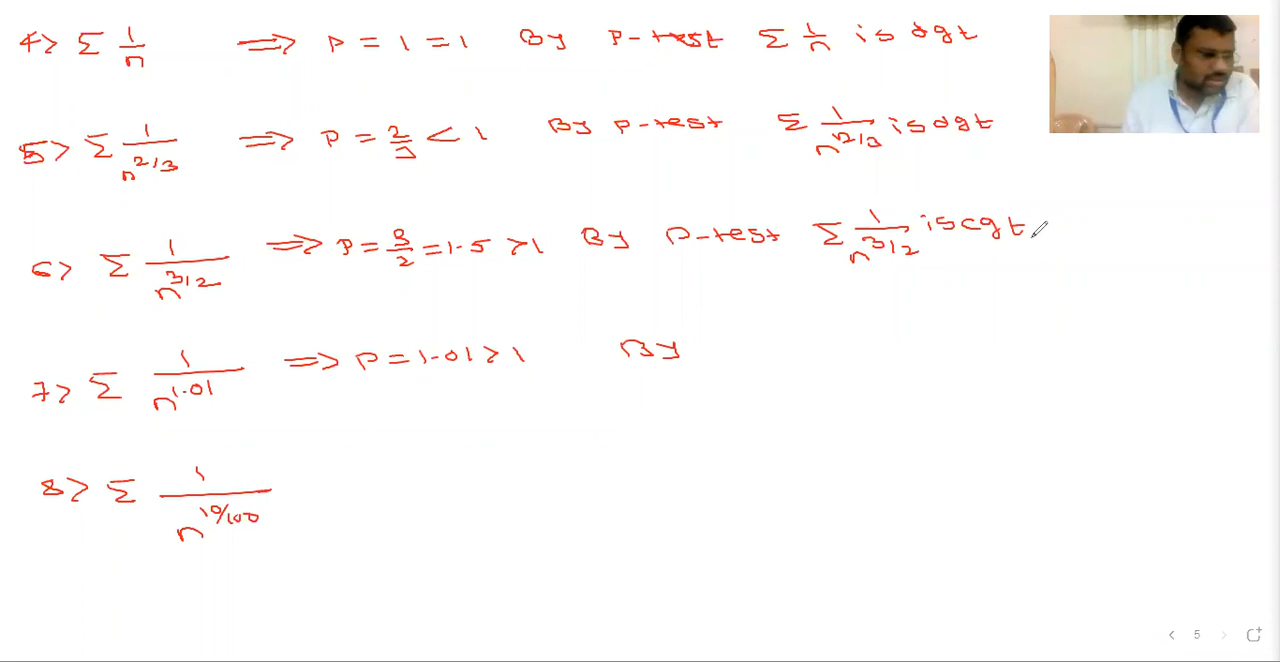 4> Σ 1/n ⟹ P = 1 = 1 By P-test Σ 1/n is dgt
5> Σ 1/n^2/3 ⟹ P = 2/3 < 1 By P-test Σ 1/n^2/3 is dgt
6> Σ 1/n^3/2 ⟹ P = 3/2 = 1.5 > 1 By P-test Σ 1/n^3/2 is cgt
7> Σ 1/n^1.01 ⟹ P = 1.01 > 1 By
8> Σ 1/n^10/100
< 5 >